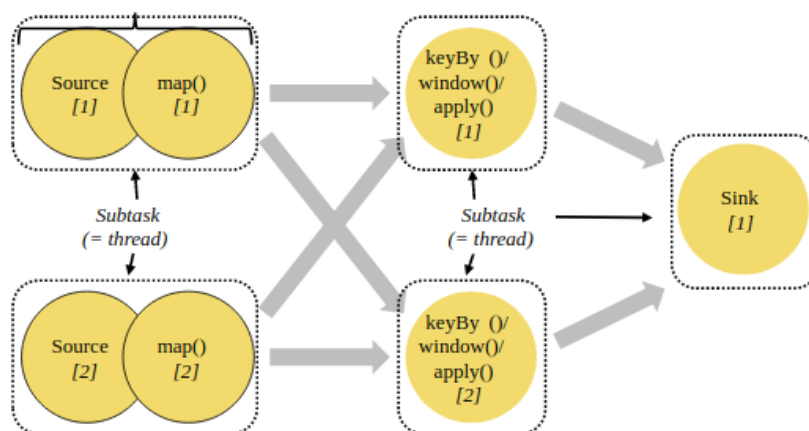 Source
[1]
map()
[1]
keyBy ()/
window()/
apply()
[1]
Subtask
(= thread)
Subtask
(= thread)
Sink
[1]
Source
[2]
map()
[2]
keyBy ()/
window()/
apply()
[2]